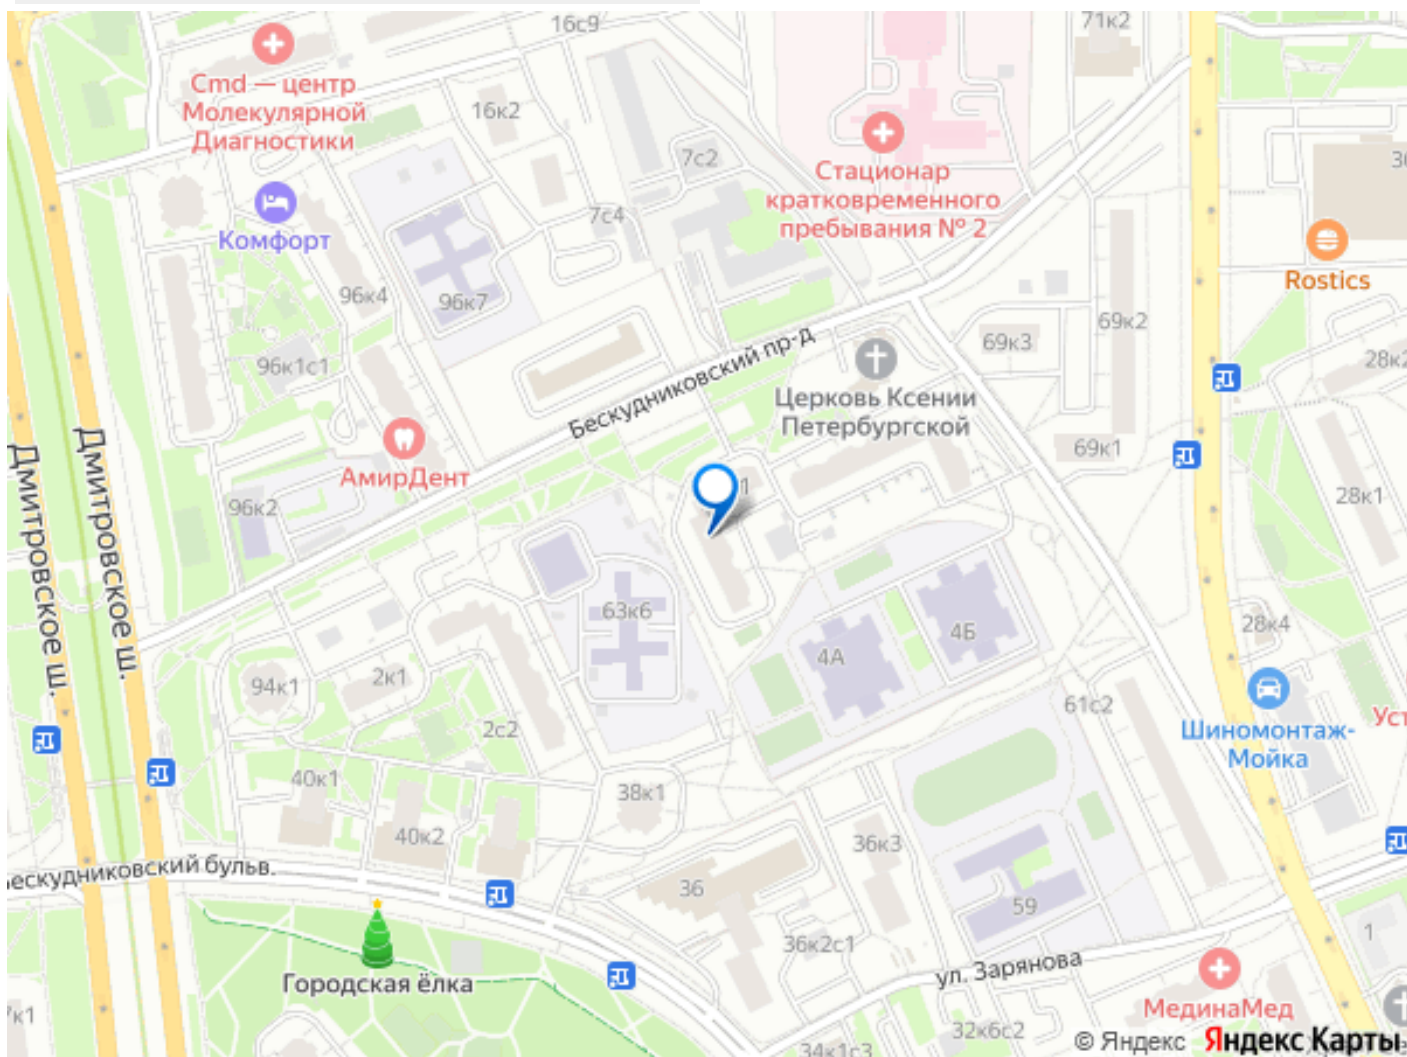 16с9
71к2
Cmd — центр
Молекулярной
Диагностики
16к2
7с2
Стационар
кратковременного
пребывания № 2
7с4
Комфорт
Rostics
96к4
96к7
69к2
69к3
Бескудниковский пр-д
96к1с1
28к2
Церковь Ксении
Петербургской
69к1
АмирДент
Дмитровское ш.
Дмитровское ш.
96к2
28к1
63к6
28к4
4Б
4А
94к1
2к1
61с2
2с2
Шиномонтаж-
Мойка
40к1
38к1
40к2
36к3
ескудниковский бульв.
36
59
36к2с1
1
Городская ёлка
ул. Зарянова
МединаМед
32к6с2
34к1с3
© Яндекс Яндекс Карты